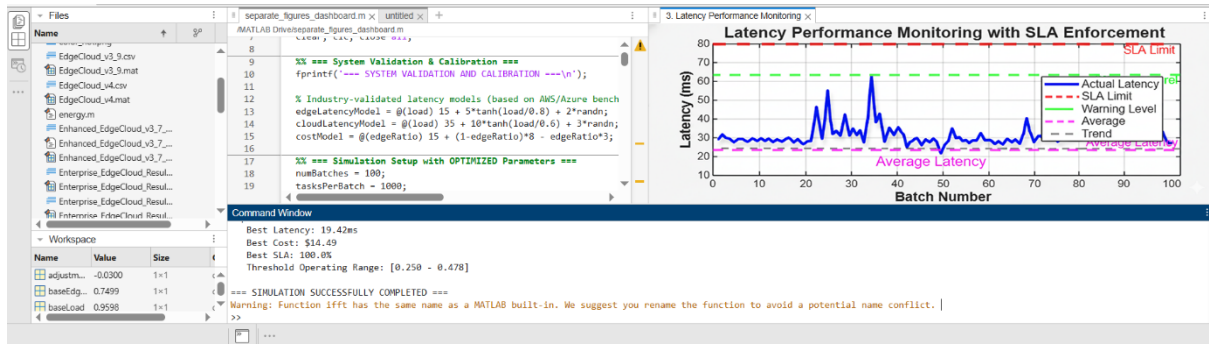 Files
Name
EdgeCloud_v3_9.csv
EdgeCloud_v3_9.mat
EdgeCloud_v4.csv
EdgeCloud_v4.mat
energy.m
Enhanced_EdgeCloud_v3_7_...
Enhanced_EdgeCloud_v3_7_...
Enhanced_EdgeCloud_v3_7_...
Enterprise_EdgeCloud_Resul...
Enterprise_EdgeCloud_Resul...
Enterprise_EdgeCloud_Resul...
Workspace
Name Value Size
adjustm... -0.0300 1×1
baseEdg... 0.7499 1×1
baseLoad 0.9598 1×1
separate_figures_dashboard.m × untitled × +
/MATLAB Drive/separate_figures_dashboard.m
7 clear, clc, close all;
8
9 %% === System Validation & Calibration ===
10 fprintf('=== SYSTEM VALIDATION AND CALIBRATION ===\n');
11
12 % Industry-validated latency models (based on AWS/Azure bench
13 edgeLatencyModel = @(load) 15 + 5*tanh(load/0.8) + 2*randn;
14 cloudLatencyModel = @(load) 35 + 10*tanh(load/0.6) + 3*randn;
15 costModel = @(edgeRatio) 15 + (1-edgeRatio)*8 - edgeRatio*3;
16
17 %% === Simulation Setup with OPTIMIZED Parameters ===
18 numBatches = 100;
19 tasksPerBatch = 1000;
3. Latency Performance Monitoring ×
Latency Performance Monitoring with SLA Enforcement
SLA Limit
Latency (ms)
80
70
60
50
40
30
20
10
Actual Latency
SLA Limit
Warning Level
Average
Trend
Average Latency
Average Latency
0 10 20 30 40 50 60 70 80 90 100
Batch Number
Command Window
Best Latency: 19.42ms
Best Cost: $14.49
Best SLA: 100.0%
Threshold Operating Range: [0.250 - 0.478]
=== SIMULATION SUCCESSFULLY COMPLETED ===
Warning: Function ifft has the same name as a MATLAB built-in. We suggest you rename the function to avoid a potential name conflict.
>>